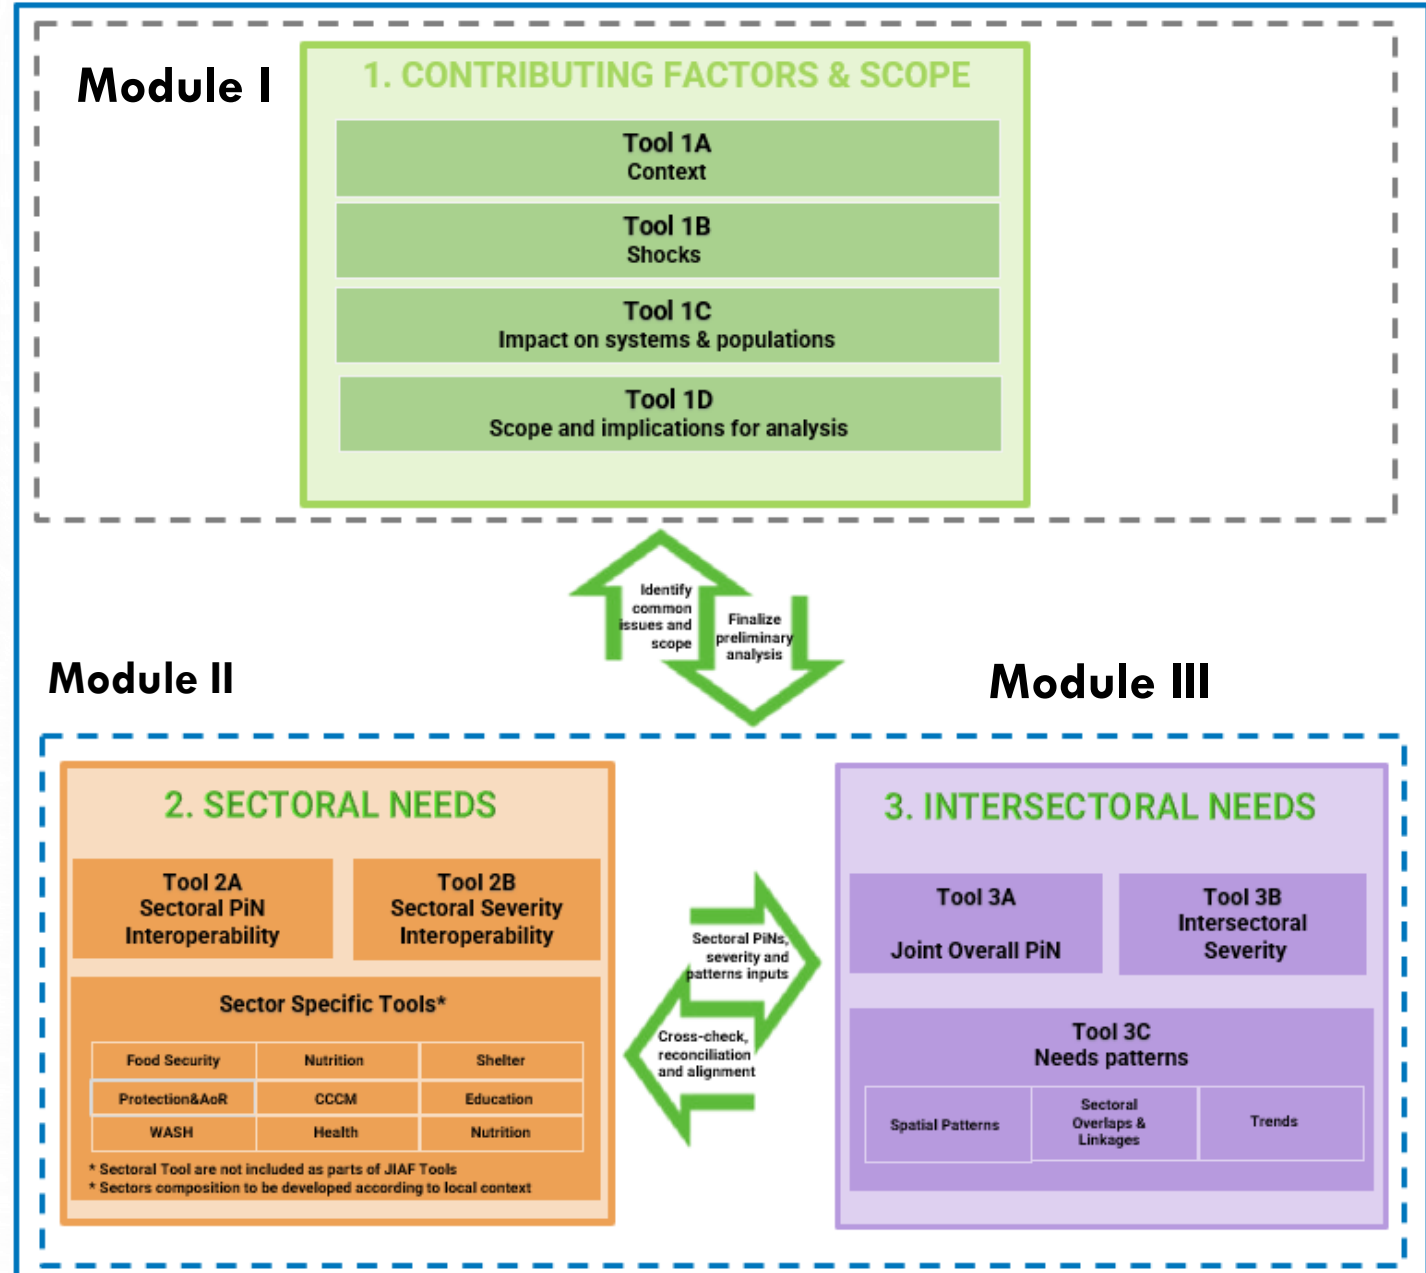 Module I
1. CONTRIBUTING FACTORS & SCOPE
Tool 1A
Context
Tool 1B
Shocks
Tool 1C
Impact on systems & populations
Tool 1D
Scope and implications for analysis
Identify
common
issues and
scope
Finalize
preliminary
analysis
Module II
Module III
2. SECTORAL NEEDS
Tool 2A
Sectoral PiN
Interoperability
Tool 2B
Sectoral Severity
Interoperability
Sector Specific Tools*
Food Security
Nutrition
Shelter
Protection&AoR
CCCM
Education
WASH
Health
Nutrition
* Sectoral Tool are not included as parts of JIAF Tools
* Sectors composition to be developed according to local context
Sectoral PiNs,
severity and
patterns inputs
Cross-check,
reconciliation
and alignment
3. INTERSECTORAL NEEDS
Tool 3A
Joint Overall PiN
Tool 3B
Intersectoral
Severity
Tool 3C
Needs patterns
Spatial Patterns
Sectoral
Overlaps &
Linkages
Trends